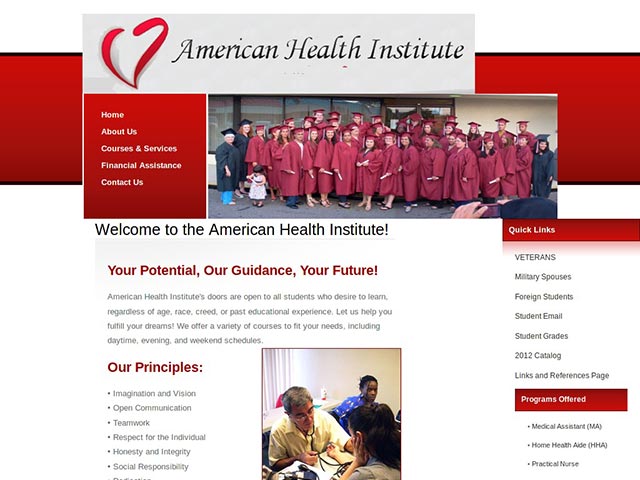 American Health Institute
Home
About Us
Courses & Services
Financial Assistance
Contact Us
Welcome to the American Health Institute!
Your Potential, Our Guidance, Your Future!
American Health Institute's doors are open to all students who desire to learn,
regardless of age, race, creed, or past educational experience. Let us help you
fulfill your dreams! We offer a variety of courses to fit your needs, including
daytime, evening, and weekend schedules.
Our Principles:
• Imagination and Vision
• Open Communication
• Teamwork
• Respect for the Individual
• Honesty and Integrity
• Social Responsibility
• Dedication
Quick Links
VETERANS
Military Spouses
Foreign Students
Student Email
Student Grades
2012 Catalog
Links and References Page
Programs Offered
• Medical Assistant (MA)
• Home Health Aide (HHA)
• Practical Nurse